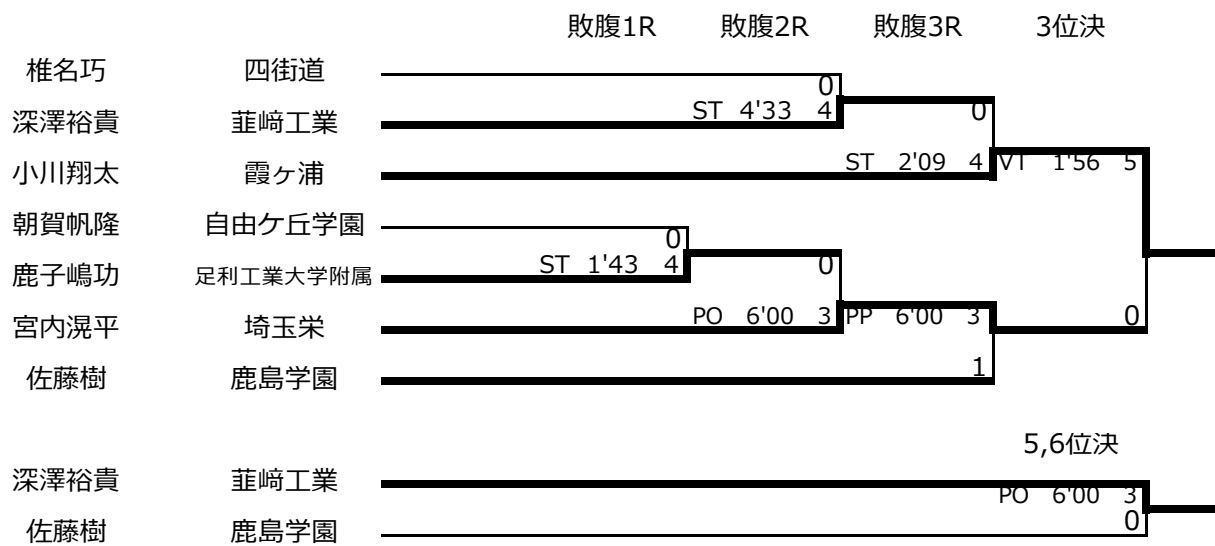 敗腹1R 敗腹2R 敗腹3R 3位決
椎名巧 四街道
0
深澤裕貴 韮﨑工業 ST 4'33 4 0
小川翔太 霞ヶ浦 ST 2'09 4 VT 1'56 5
朝賀帆隆 自由ケ丘学園
0
鹿子嶋功 足利工業大学附属 ST 1'43 4 0
宮内滉平 埼玉栄 PO 6'00 3 PP 6'00 3 0
佐藤樹 鹿島学園 1
5,6位決
深澤裕貴 韮﨑工業
PO 6'00 3
佐藤樹 鹿島学園 0